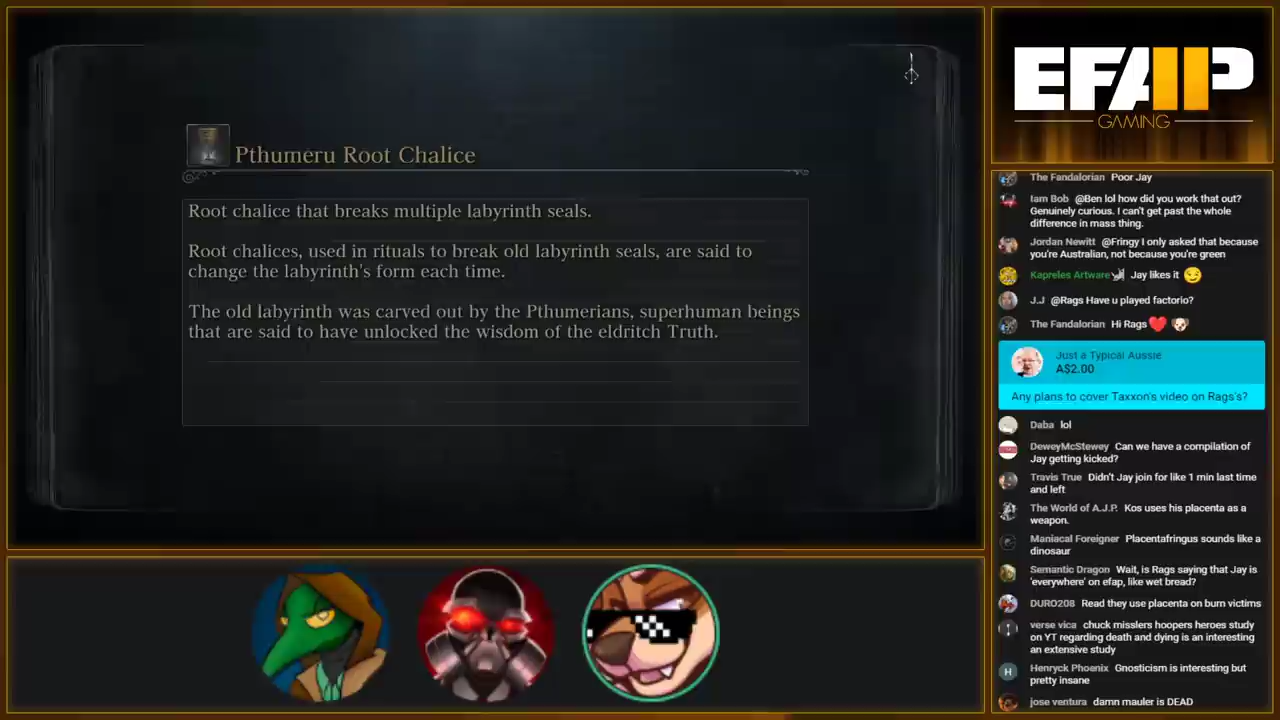 Pthumeru Root Chalice
Root chalice that breaks multiple labyrinth seals.
Root chalices, used in rituals to break old labyrinth seals, are said to
change the labyrinth's form each time.
The old labyrinth was carved out by the Pthumerians, superhuman beings
that are said to have unlocked the wisdom of the eldritch Truth.
EFAP
GAMING
The Fandalorian Poor Jay
Iam Bob @Ben lol how did you work that out?
Genuinely curious. I can't get past the whole
difference in mass thing.
Jordan Newitt @Fringy I only asked that because
you're Australian, not because you're green
Kapreles Artware Jay likes it
J.J @Rags Have u played factorio?
The Fandalorian Hi Rags
Just a Typical Aussie
A$2.00
Any plans to cover Taxxon's video on Rags's?
Daba lol
DeweyMcStewey Can we have a compilation of
Jay getting kicked?
Travis True Didn't Jay join for like 1 min last time
and left
The World of A.J.P. Kos uses his placenta as a
weapon.
Maniacal Foreigner Placentafringus sounds like a
dinosaur
Semantic Dragon Wait, is Rags saying that Jay is
'everywhere' on efap, like wet bread?
DURO208 Read they use placenta on burn victims
verse vica chuck misslers hoopers heroes study
on YT regarding death and dying is an interesting
an extensive study
H Henryck Phoenix Gnosticism is interesting but
pretty insane
jose ventura damn mauler is DEAD